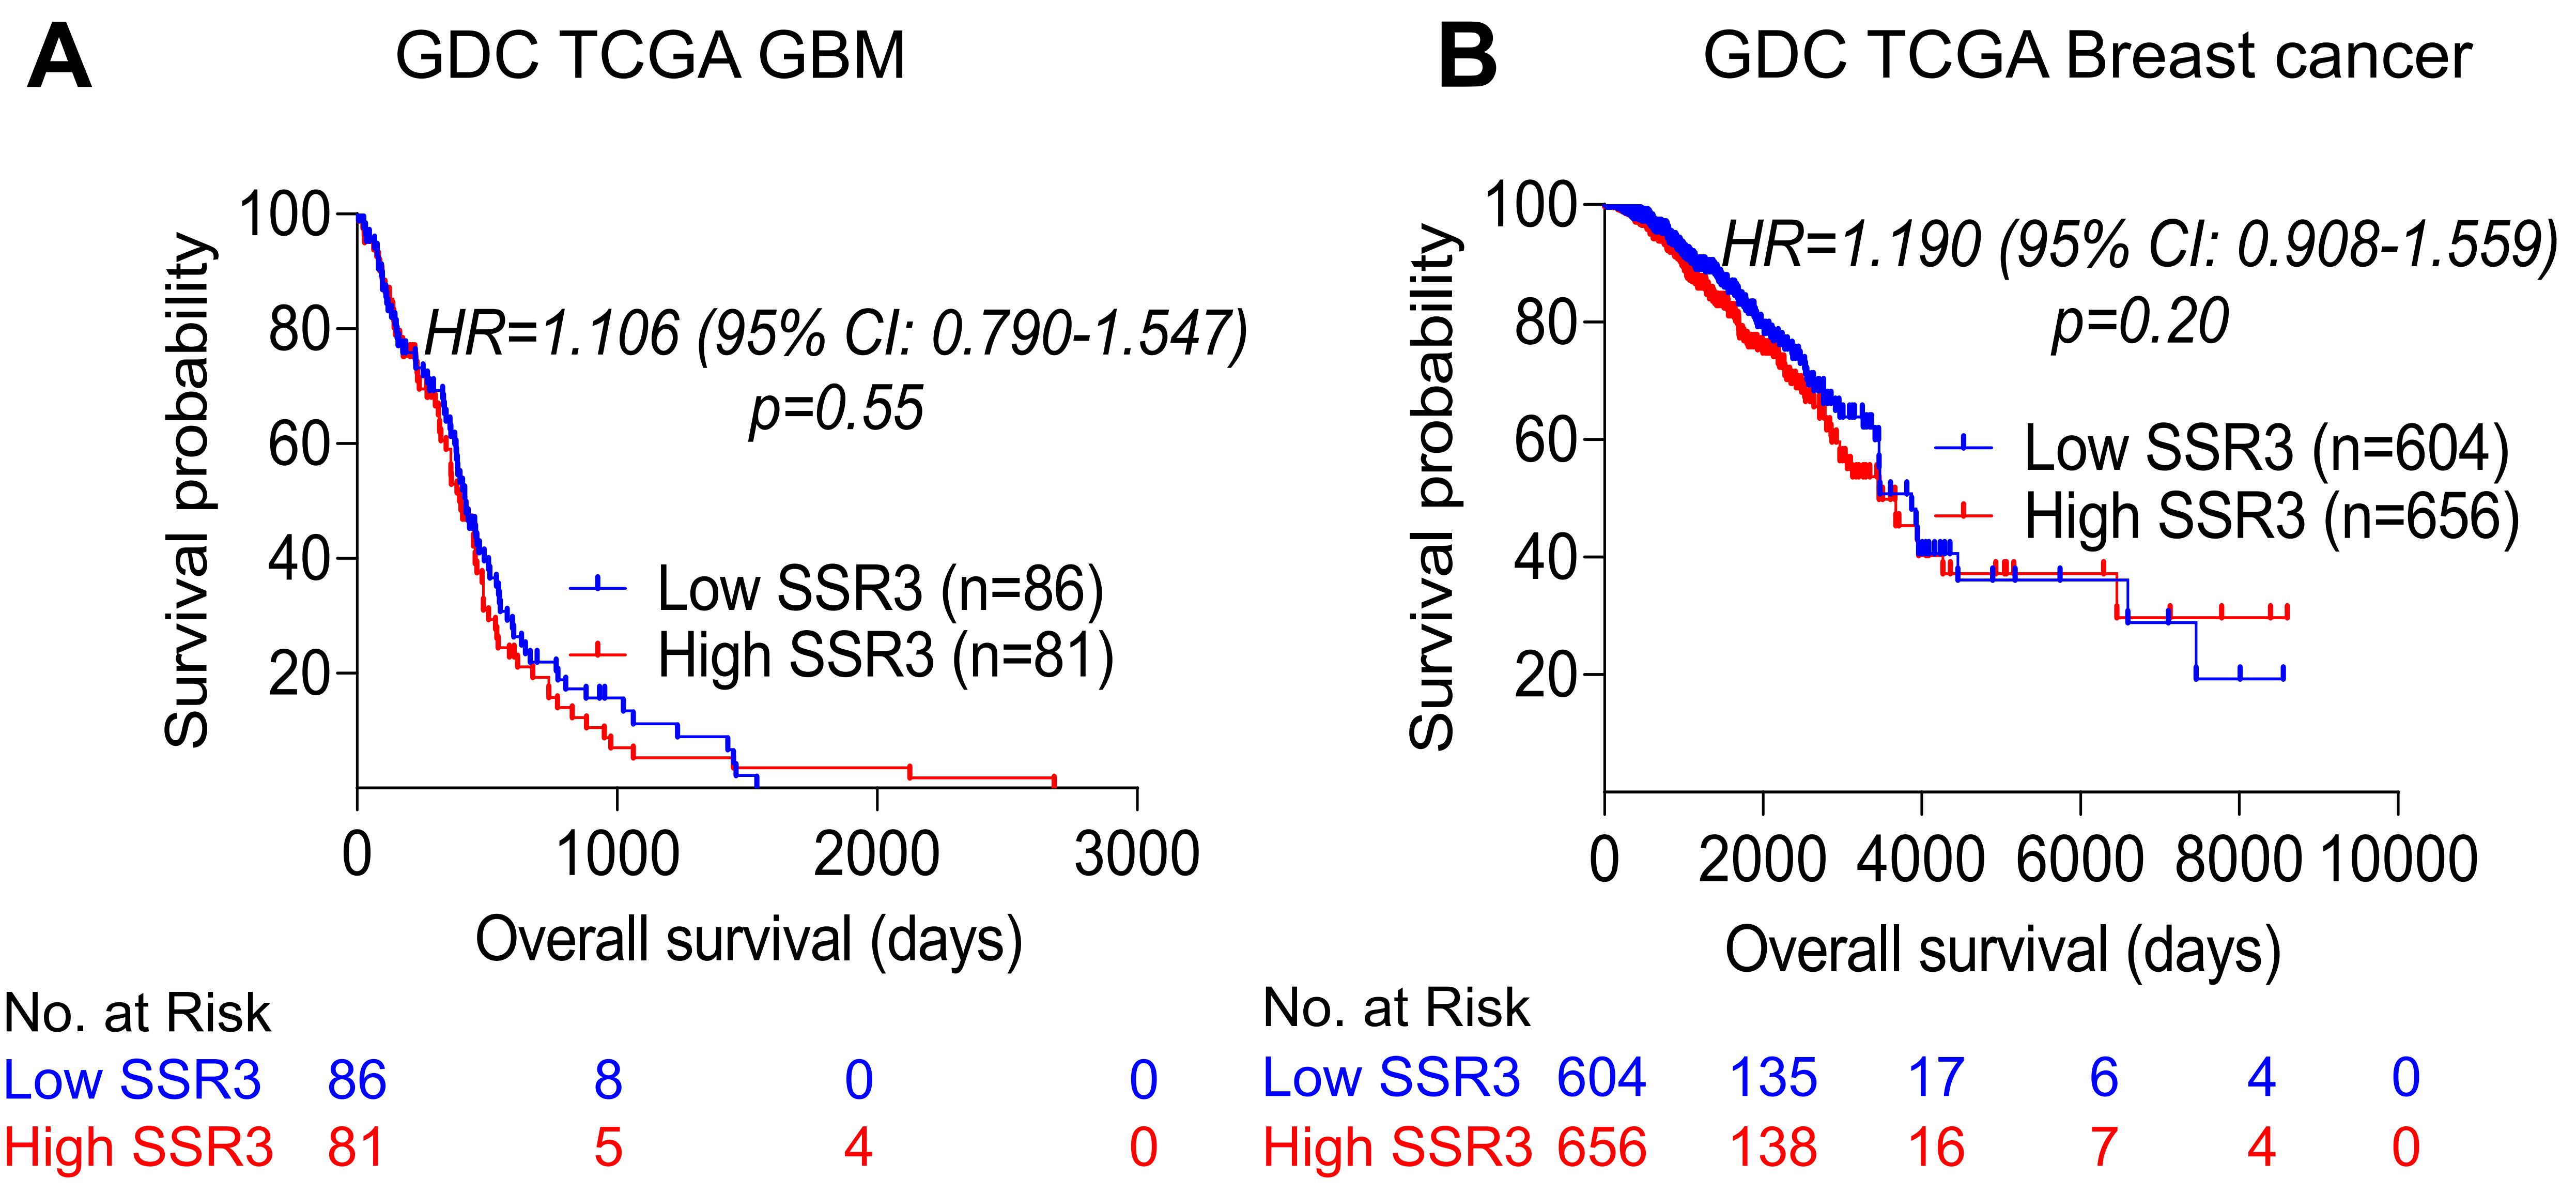 A
GDC TCGA GBM
100
80
60
40
20
Survival probability
HR=1.106 (95% CI: 0.790-1.547)
p=0.55
Low SSR3 (n=86)
High SSR3 (n=81)
0 1000 2000 3000
Overall survival (days)
No. at Risk
Low SSR3 86 8 0 0
High SSR3 81 5 4 0
B
GDC TCGA Breast cancer
100
80
60
40
20
Survival probability
HR=1.190 (95% CI: 0.908-1.559)
p=0.20
Low SSR3 (n=604)
High SSR3 (n=656)
0 2000 4000 6000 8000 10000
Overall survival (days)
No. at Risk
Low SSR3 604 135 17 6 4 0
High SSR3 656 138 16 7 4 0